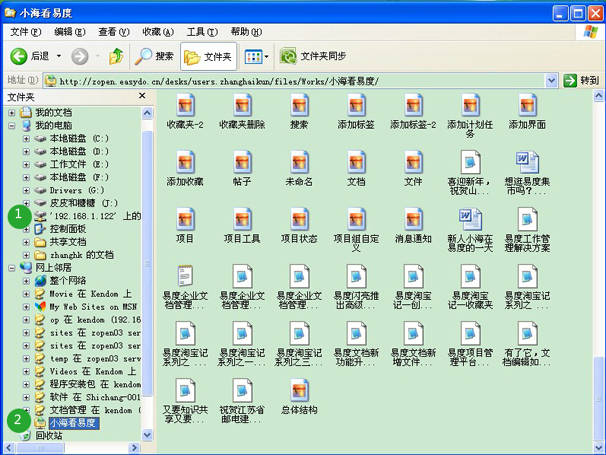 小海看易度
文件(F) 编辑(E) 查看(V) 收藏(A) 工具(T) 帮助(H)
后退 搜索 文件夹 文件夹同步
地址(D) http://zopen.easydo.cn/desks/users.zhanghaikun/files/Works/小海看易度/ 转到
文件夹
我的文档
我的电脑
本地磁盘 (C:)
本地磁盘 (D:)
工作文件 (E:)
本地磁盘 (F:)
Drivers (G:)
皮皮和糖糖 (J:)
1
'192.168.1.122' 上的
控制面板
共享文档
zhanghk 的文档
网上邻居
整个网络
Movie 在 Kendom 上
My Web Sites on MSN
op 在 kendom (192.16
sites 在 zopen03 serv
sites 在 zopen03 serv
temp 在 zopen03 serv
Videos 在 Kendom 上
程序安装包 在 kendom
软件 在 Shichang-001
文档管理 在 kendom (
2
小海看易度
回收站
收藏夹-2 收藏夹删除 搜索 添加标签 添加标签-2 添加计划任务 添加界面
添加收藏 帖子 未命名 文档 文件 喜迎新年, 想逛易度集
祝贺山... 市吗?...
项目 项目工具 项目状态 项目组自定 消息通知 新人小海在 易度工作管
义 易度的一天 理解决方案
易度企业文 易度企业文 易度企业文 易度闪亮推 易度淘宝 易度淘宝 易度淘宝记
档管理... 档管理... 档管理... 出高级... 记一创... 记一收藏夹 系列之...
易度淘宝记 易度淘宝记 易度淘宝记 易度文档新 易度文档新 易度项目管 有了它,文
系列之 ... 系列之一... 系列之三... 功能升... 增文件... 理平台... 档编辑如...
又要知识共 祝贺江苏省 总体结构
享又要... 邮电建...